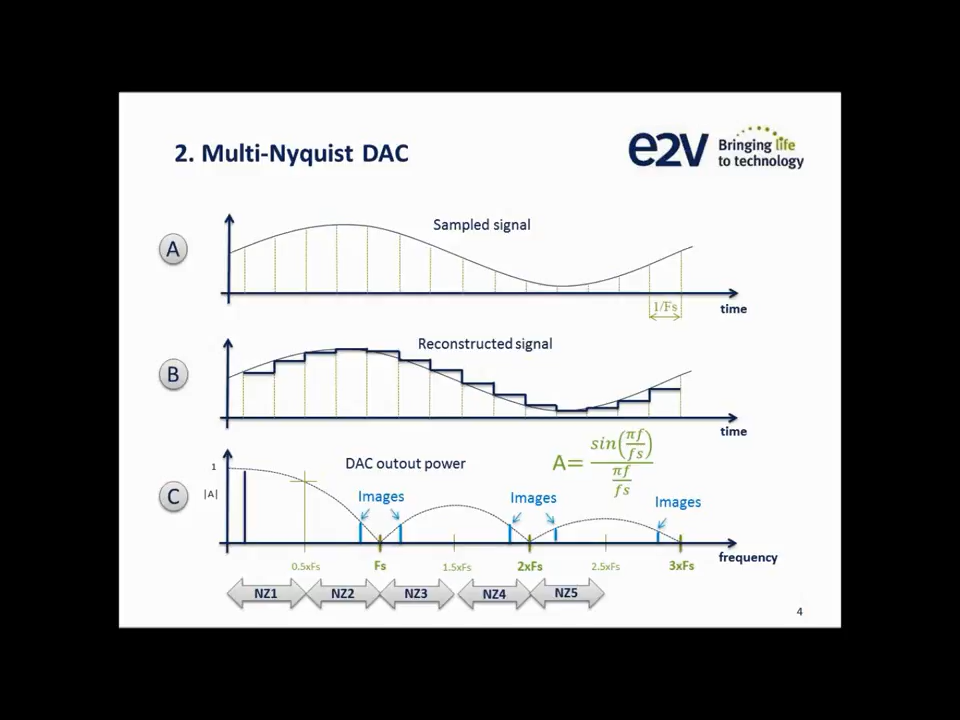 2. Multi-Nyquist DAC
e2v Bringing life
to technology
A
Sampled signal
1/Fs
time
B
Reconstructed signal
time
C
1
|A|
DAC outout power
A= sin(πf/fs) / πf/fs
Images
Images
Images
frequency
0.5xFs Fs 1.5xFs 2xFs 2.5xFs 3xFs
NZ1 NZ2 NZ3 NZ4 NZ5
4